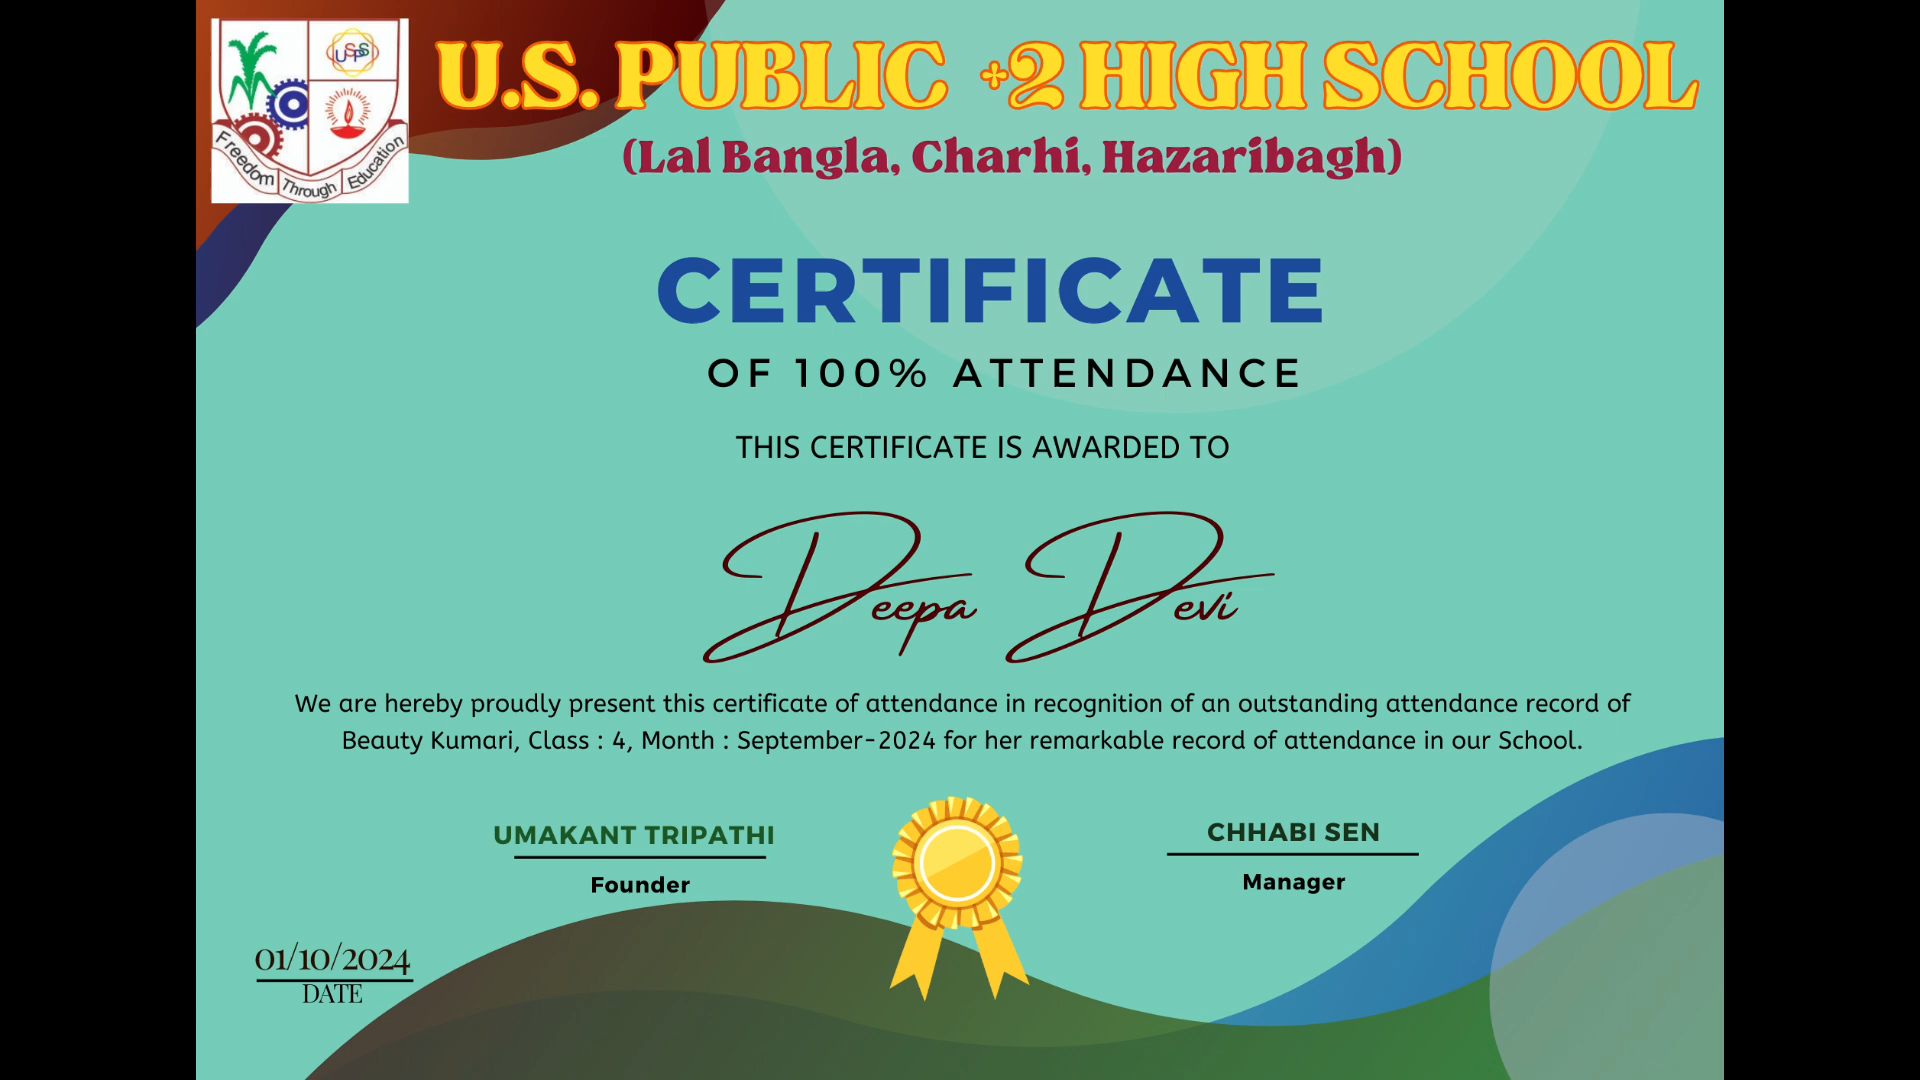 USPS
Freedom Through Education
U.S. PUBLIC +2 HIGH SCHOOL
(Lal Bangla, Charhi, Hazaribagh)
CERTIFICATE
OF 100% ATTENDANCE
THIS CERTIFICATE IS AWARDED TO
Deepa Devi
We are hereby proudly present this certificate of attendance in recognition of an outstanding attendance record of
Beauty Kumari, Class : 4, Month : September-2024 for her remarkable record of attendance in our School.
UMAKANT TRIPATHI
Founder
CHHABI SEN
Manager
01/10/2024
DATE